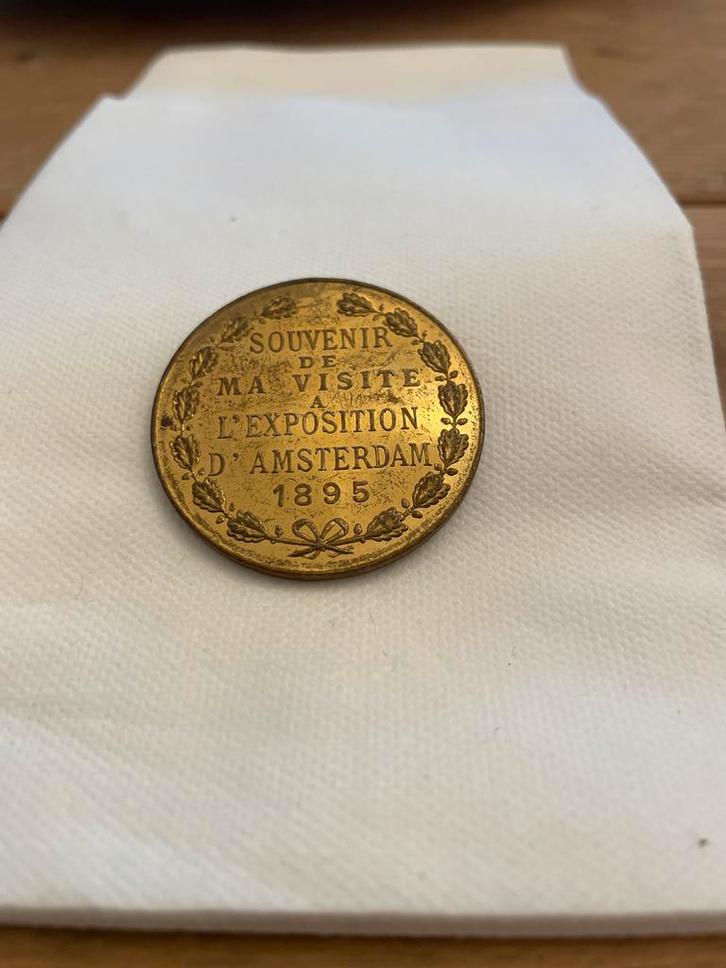 SOUVENIR
DE
MA VISITE
A
L'EXPOSITION
D'AMSTERDAM
1895